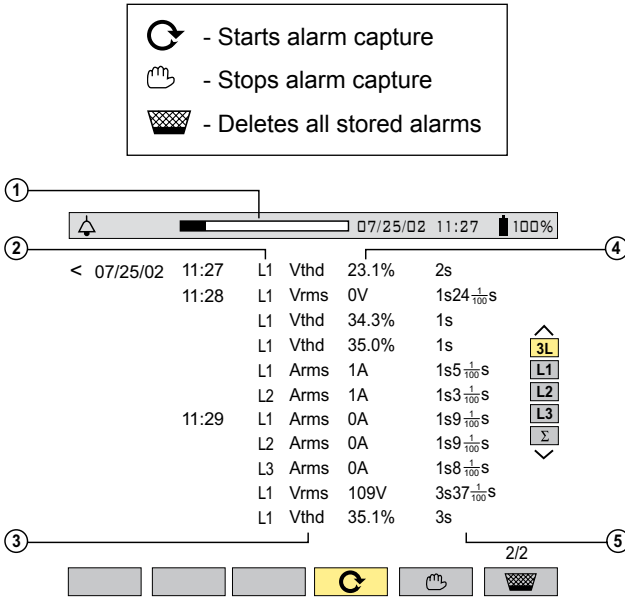 - Starts alarm capture
- Stops alarm capture
- Deletes all stored alarms
1
07/25/02 11:27 100%
2 4
< 07/25/02 11:27 L1 Vthd 23.1% 2s
11:28 L1 Vrms 0V 1s24 1/100 s
L1 Vthd 34.3% 1s
L1 Vthd 35.0% 1s
3L
L1 Arms 1A 1s5 1/100 s L1
L2 Arms 1A 1s3 1/100 s L2
11:29 L1 Arms 0A 1s9 1/100 s L3
L2 Arms 0A 1s9 1/100 s Σ
L3 Arms 0A 1s8 1/100 s
L1 Vrms 109V 3s37 1/100 s
L1 Vthd 35.1% 3s
3 5
2/2